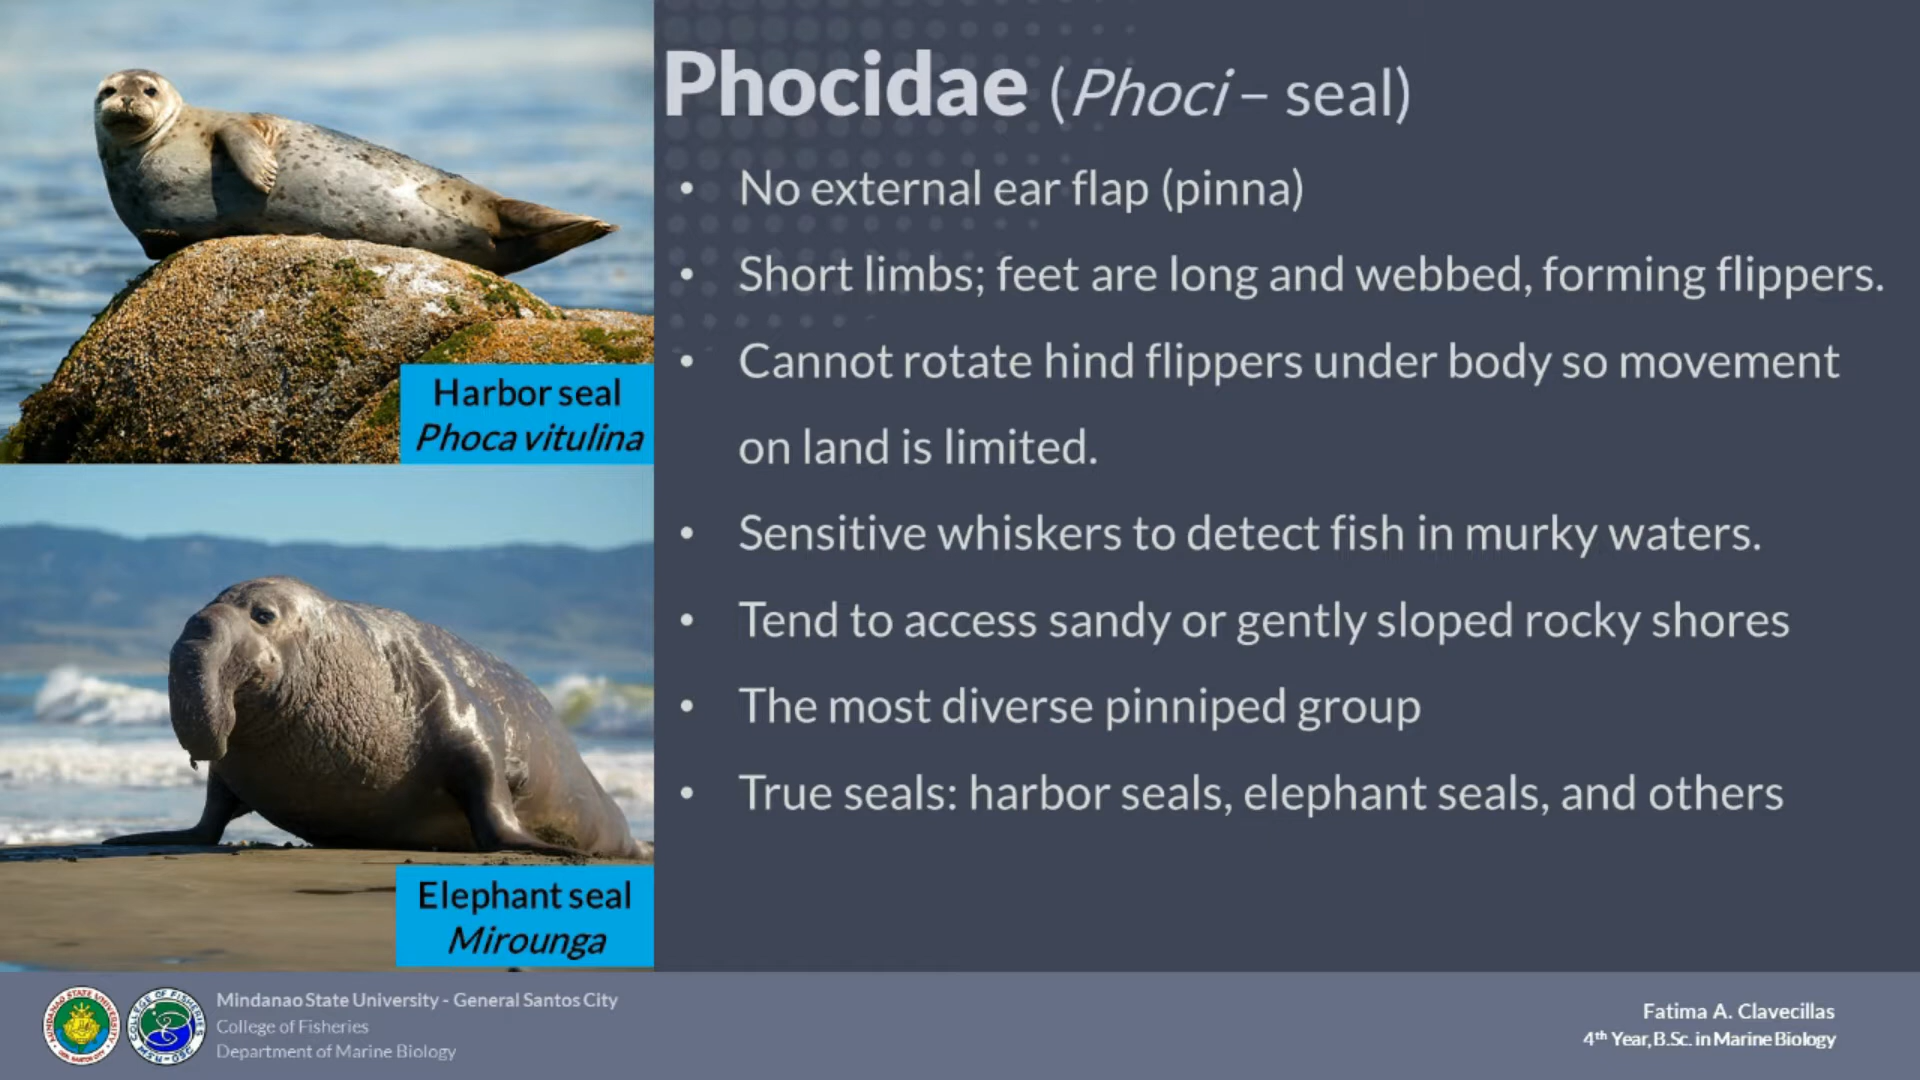 Phocidae (Phoci – seal)
• No external ear flap (pinna)
• Short limbs; feet are long and webbed, forming flippers.
• Cannot rotate hind flippers under body so movement
on land is limited.
• Sensitive whiskers to detect fish in murky waters.
• Tend to access sandy or gently sloped rocky shores
• The most diverse pinniped group
• True seals: harbor seals, elephant seals, and others
Harbor seal
Phoca vitulina
Elephant seal
Mirounga
Mindanao State University - General Santos City
College of Fisheries
Department of Marine Biology
Fatima A. Clavecillas
4th Year, B.Sc. in Marine Biology